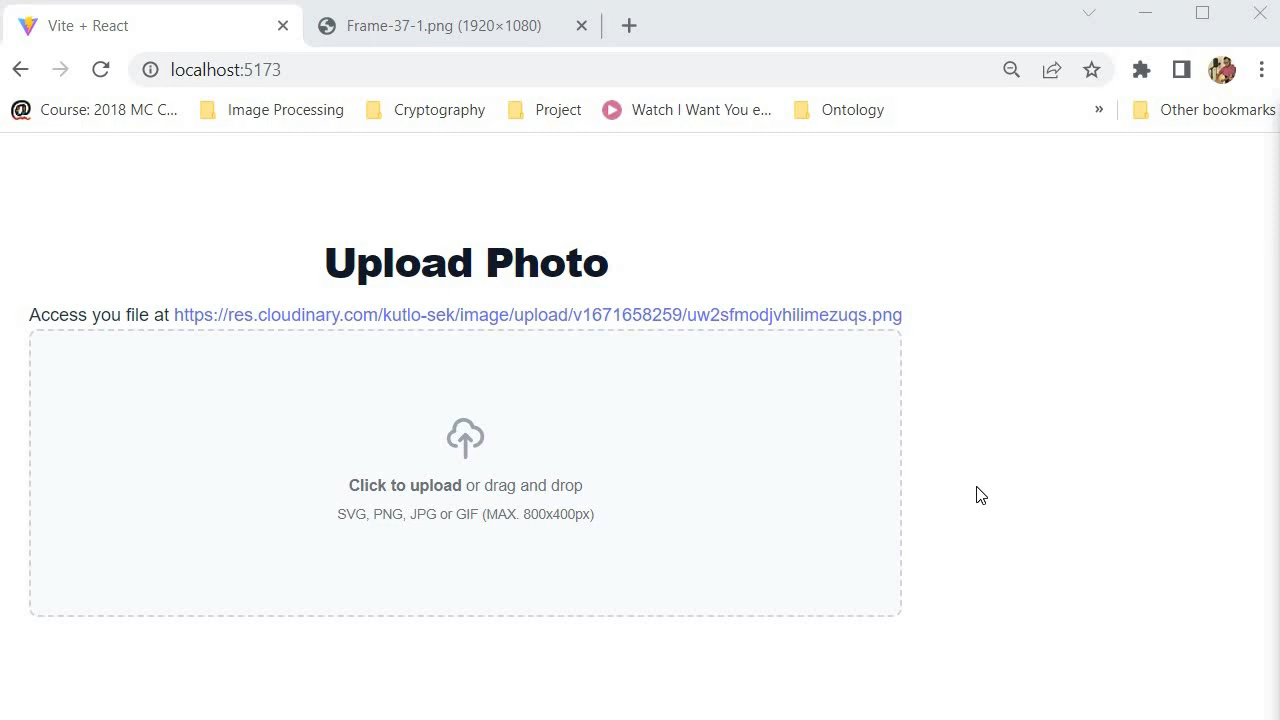 Vite + React
Frame-37-1.png (1920×1080)
localhost:5173
Course: 2018 MC C...
Image Processing
Cryptography
Project
Watch I Want You e...
Ontology
»
Other bookmarks
Upload Photo
Access you file at https://res.cloudinary.com/kutlo-sek/image/upload/v1671658259/uw2sfmodjvhilimezuqs.png
Click to upload or drag and drop
SVG, PNG, JPG or GIF (MAX. 800x400px)